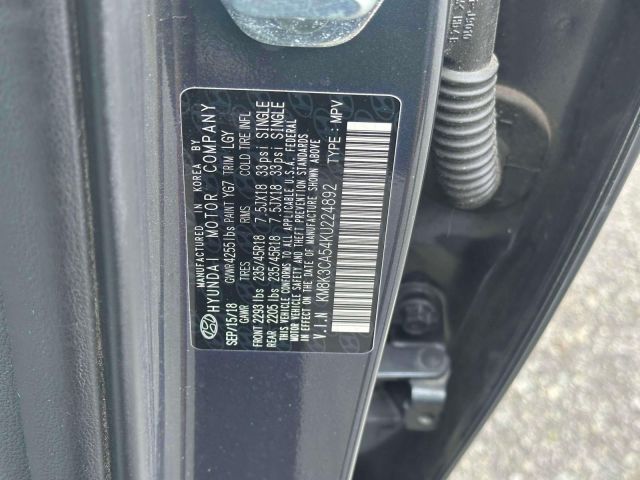 MANUFACTURED IN KOREA BY
HYUNDAI MOTOR COMPANY
SEP/15/18 GVWR 4255lbs PAINT YG7 TRIM LGY
GAWR TIRES RIMS COLD TIRE INFL
FRONT 2293 lbs 235/45R18 7.5JX18 33psi SINGLE
REAR 2205 lbs 235/45R18 7.5JX18 33psi SINGLE
THIS VEHICLE CONFORMS TO ALL APPLICABLE U.S.A. FEDERAL
MOTOR VEHICLE SAFETY, BUMPER, AND THEFT PREVENTION STANDARDS
IN EFFECT ON THE DATE OF MANUFACTURE SHOWN ABOVE
V.I.N KM8K3CA54KU224892 TYPE : MPV